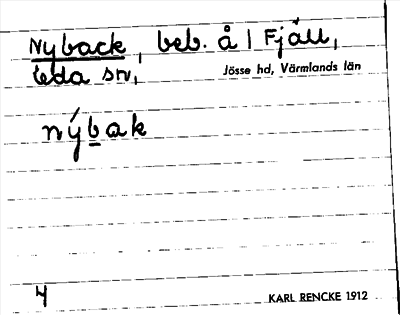 Nyback, beb. å 1 Fjäll,
Eda sn,
Jösse hd, Värmlands län
nýbak
4
KARL RENCKE 1912